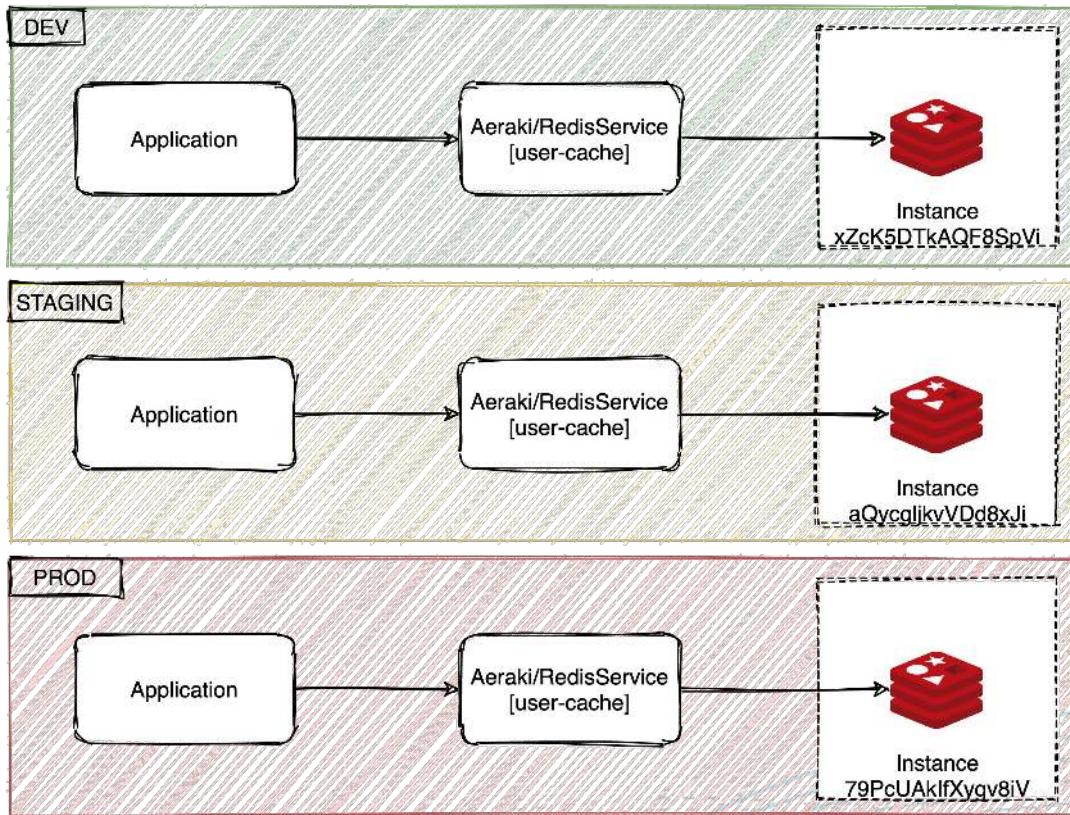 DEV
Application
Aeraki/RedisService
[user-cache]
Instance
xZcK5DTkAQF8SpVi
STAGING
Application
Aeraki/RedisService
[user-cache]
Instance
aQycgljkvVDd8xJi
PROD
Application
Aeraki/RedisService
[user-cache]
Instance
79PcUAkIfXyqv8iV